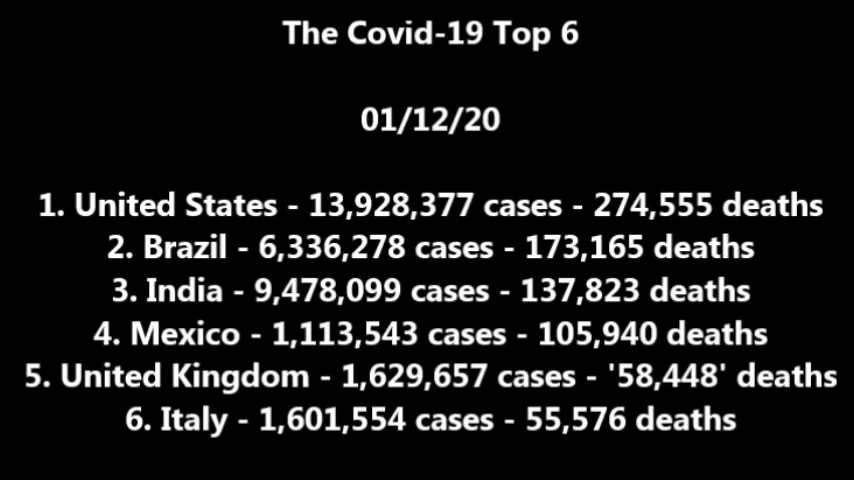 The Covid-19 Top 6
01/12/20
1. United States - 13,928,377 cases - 274,555 deaths
2. Brazil - 6,336,278 cases - 173,165 deaths
3. India - 9,478,099 cases - 137,823 deaths
4. Mexico - 1,113,543 cases - 105,940 deaths
5. United Kingdom - 1,629,657 cases - '58,448' deaths
6. Italy - 1,601,554 cases - 55,576 deaths